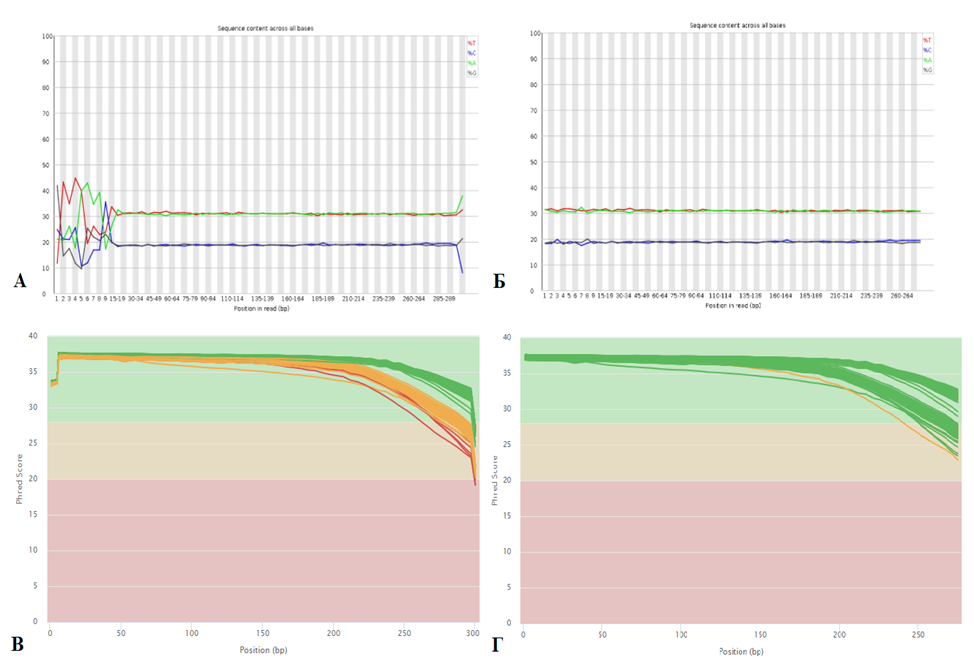 Sequence content across all bases
100
90
80
70
60
50
40
30
20
10
0
%T
%C
%A
%G
1 2 3 4 5 6 7 8 9 15-19 30-34 45-49 60-64 75-79 90-94 110-114 135-139 160-164 185-189 210-214 235-239 260-264 295-289
Position in read (bp)
А
Sequence content across all bases
100
90
80
70
60
50
40
30
20
10
0
%T
%C
%A
%G
1 2 3 4 5 6 7 8 9 15-19 30-34 45-49 60-64 75-79 90-94 110-114 135-139 160-164 185-189 210-214 235-239 260-264
Position in read (bp)
Б
40
35
30
25
20
15
10
5
0
Phred Score
0 50 100 150 200 250 300
Position (bp)
В
40
35
30
25
20
15
10
5
0
Phred Score
0 50 100 150 200 250
Position (bp)
Г